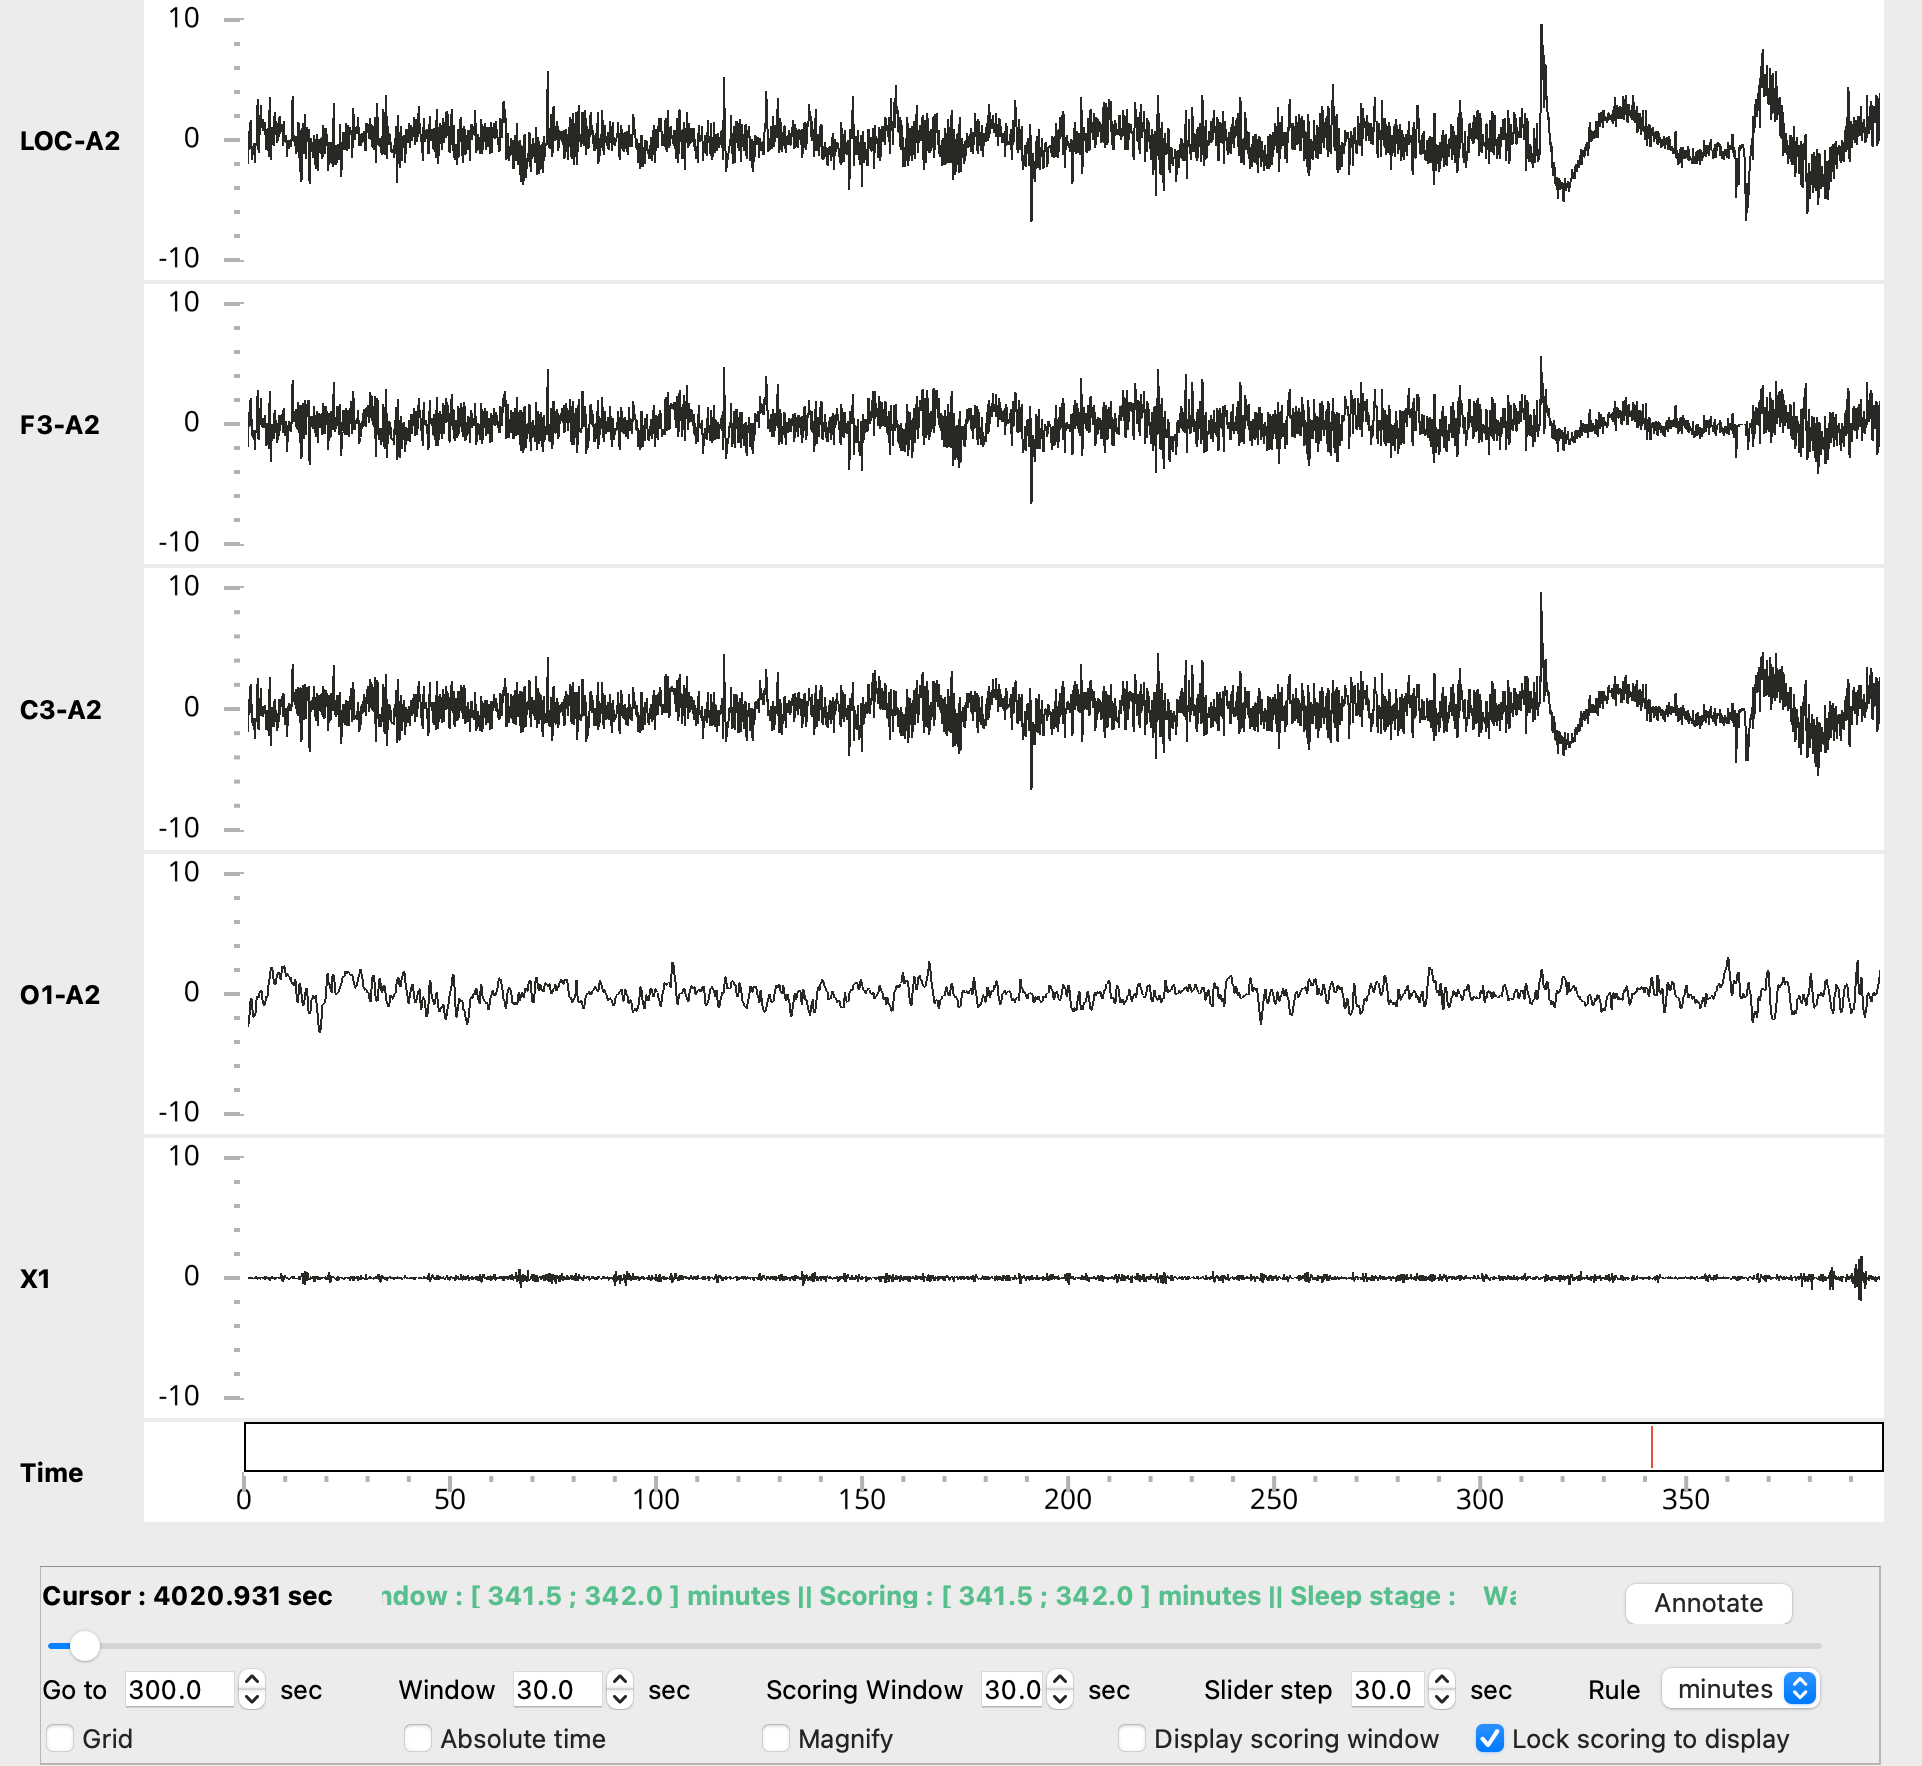 10
LOC-A2 0
-10
10
F3-A2 0
-10
10
C3-A2 0
-10
10
O1-A2 0
-10
10
X1 0
-10
Time
0 50 100 150 200 250 300 350
Cursor : 4020.931 sec ndow : [ 341.5 ; 342.0 ] minutes || Scoring : [ 341.5 ; 342.0 ] minutes || Sleep stage : Wa Annotate
Go to 300.0 sec Window 30.0 sec Scoring Window 30.0 sec Slider step 30.0 sec Rule minutes
Grid Absolute time Magnify Display scoring window Lock scoring to display